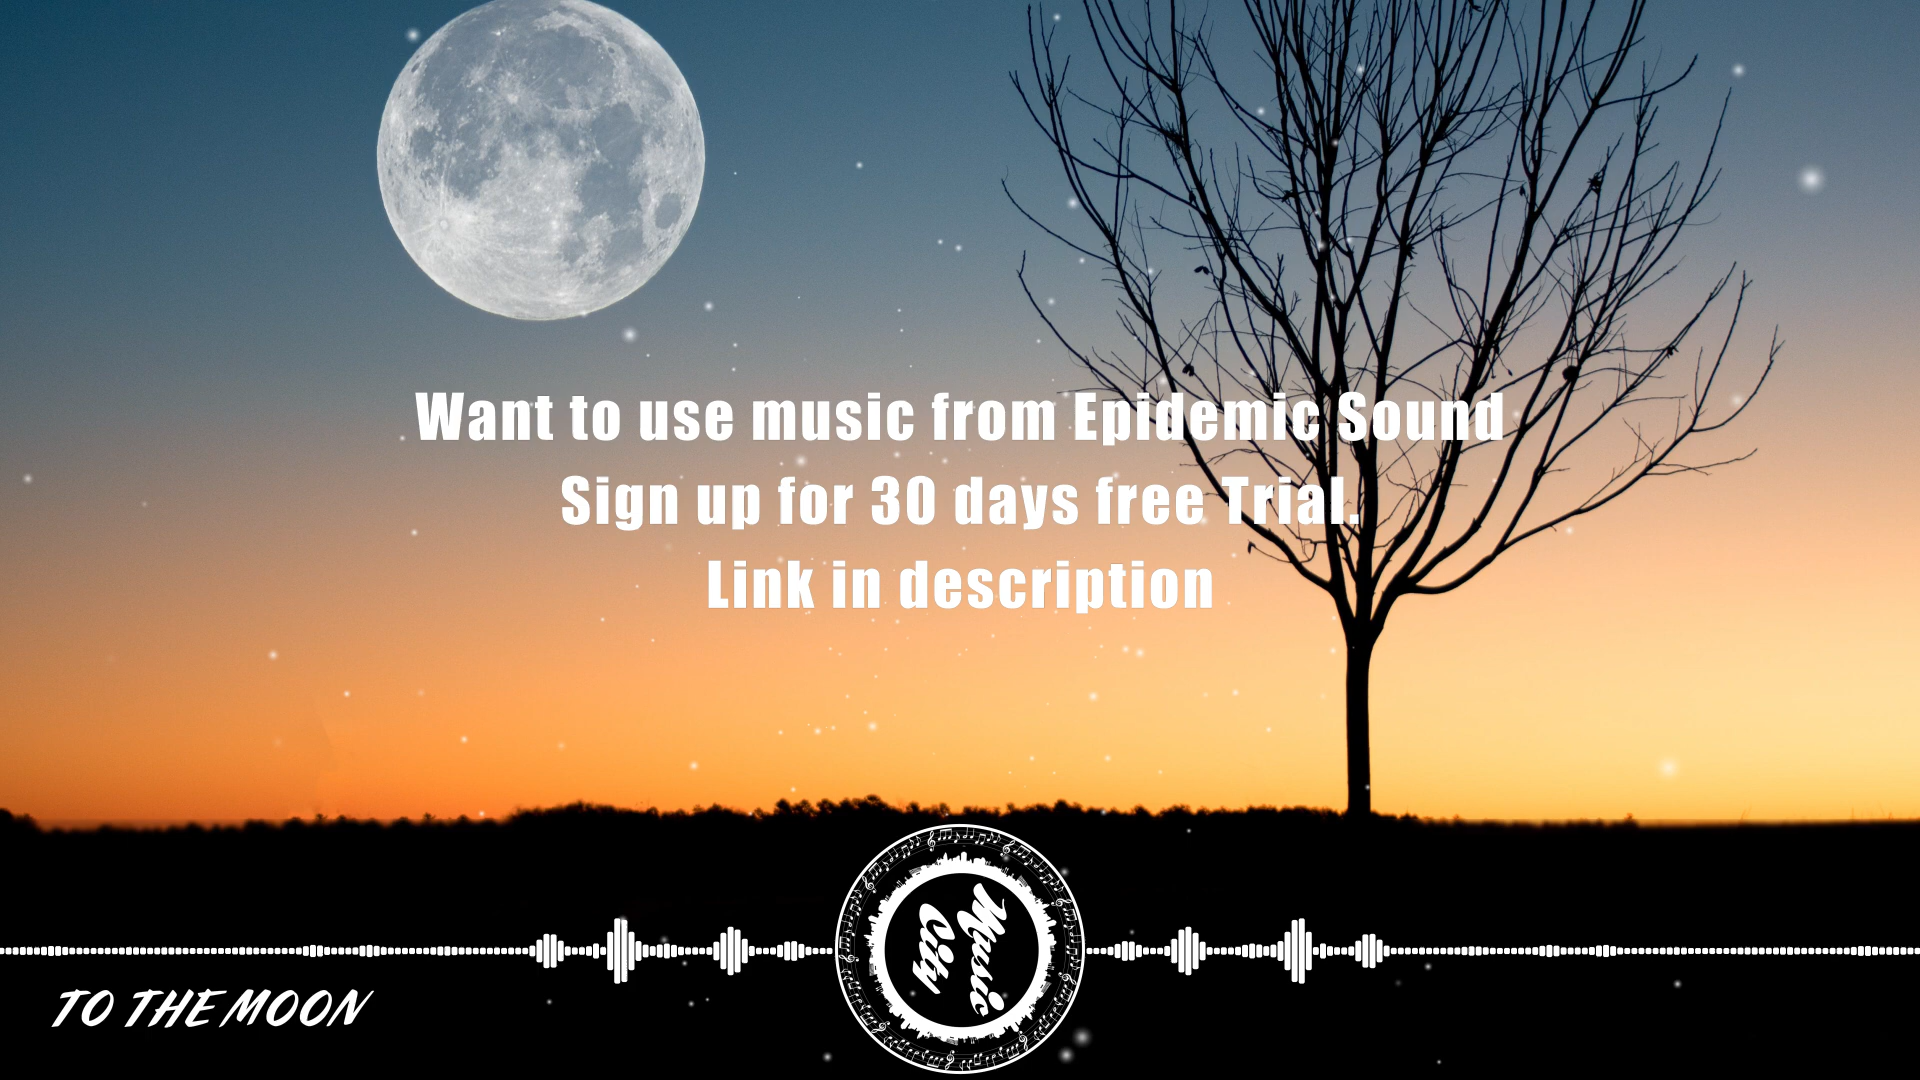 Want to use music from Epidemic Sound
Sign up for 30 days free Trial.
Link in description
Music
City
TO THE MOON